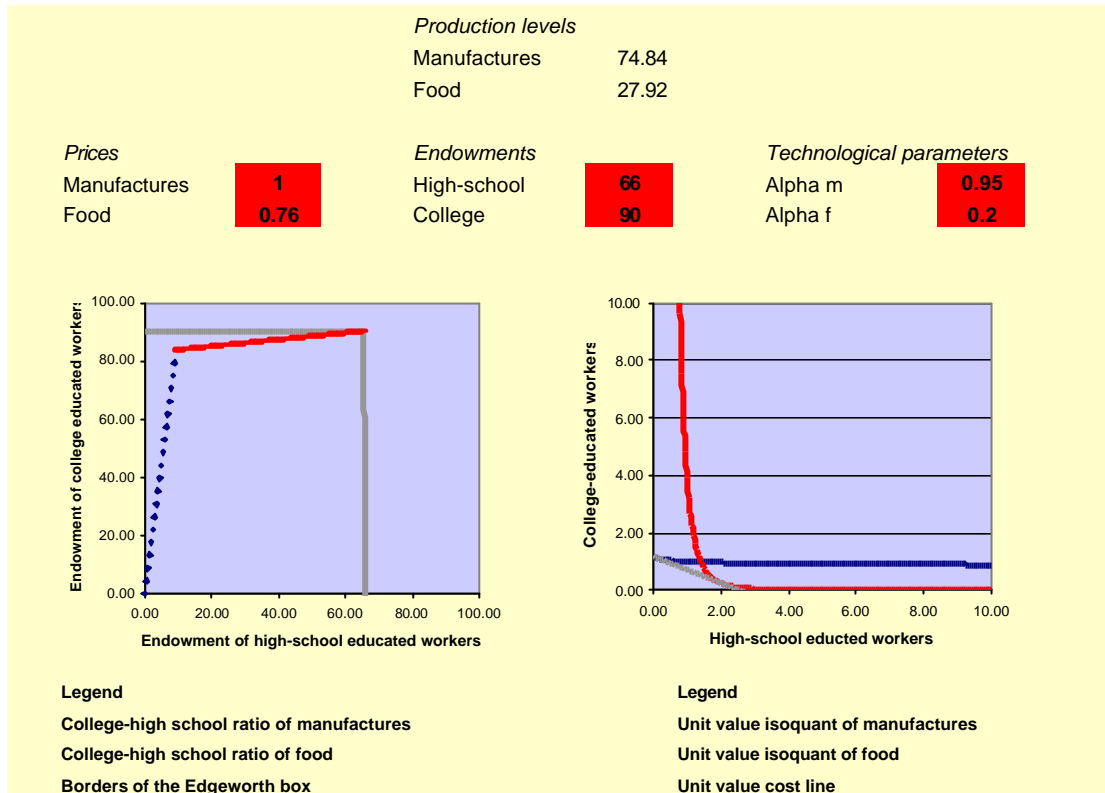 Production levels
Manufactures 74.84
Food 27.92
Prices Endowments Technological parameters
Manufactures 1 High-school 66 Alpha m 0.95
Food 0.76 College 90 Alpha f 0.2
Endowment of college educated workers
100.00
80.00
60.00
40.00
20.00
0.00
0.00 20.00 40.00 60.00 80.00 100.00
Endowment of high-school educated workers
College-educated workers
10.00
8.00
6.00
4.00
2.00
0.00
0.00 2.00 4.00 6.00 8.00 10.00
High-school educted workers
Legend
College-high school ratio of manufactures
College-high school ratio of food
Borders of the Edgeworth box
Legend
Unit value isoquant of manufactures
Unit value isoquant of food
Unit value cost line